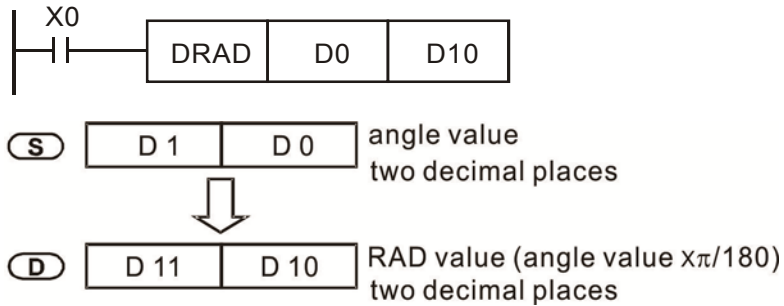 X0
DRAD D0 D10
S D 1 D 0 angle value
two decimal places
D D 11 D 10 RAD value (angle value xπ/180)
two decimal places